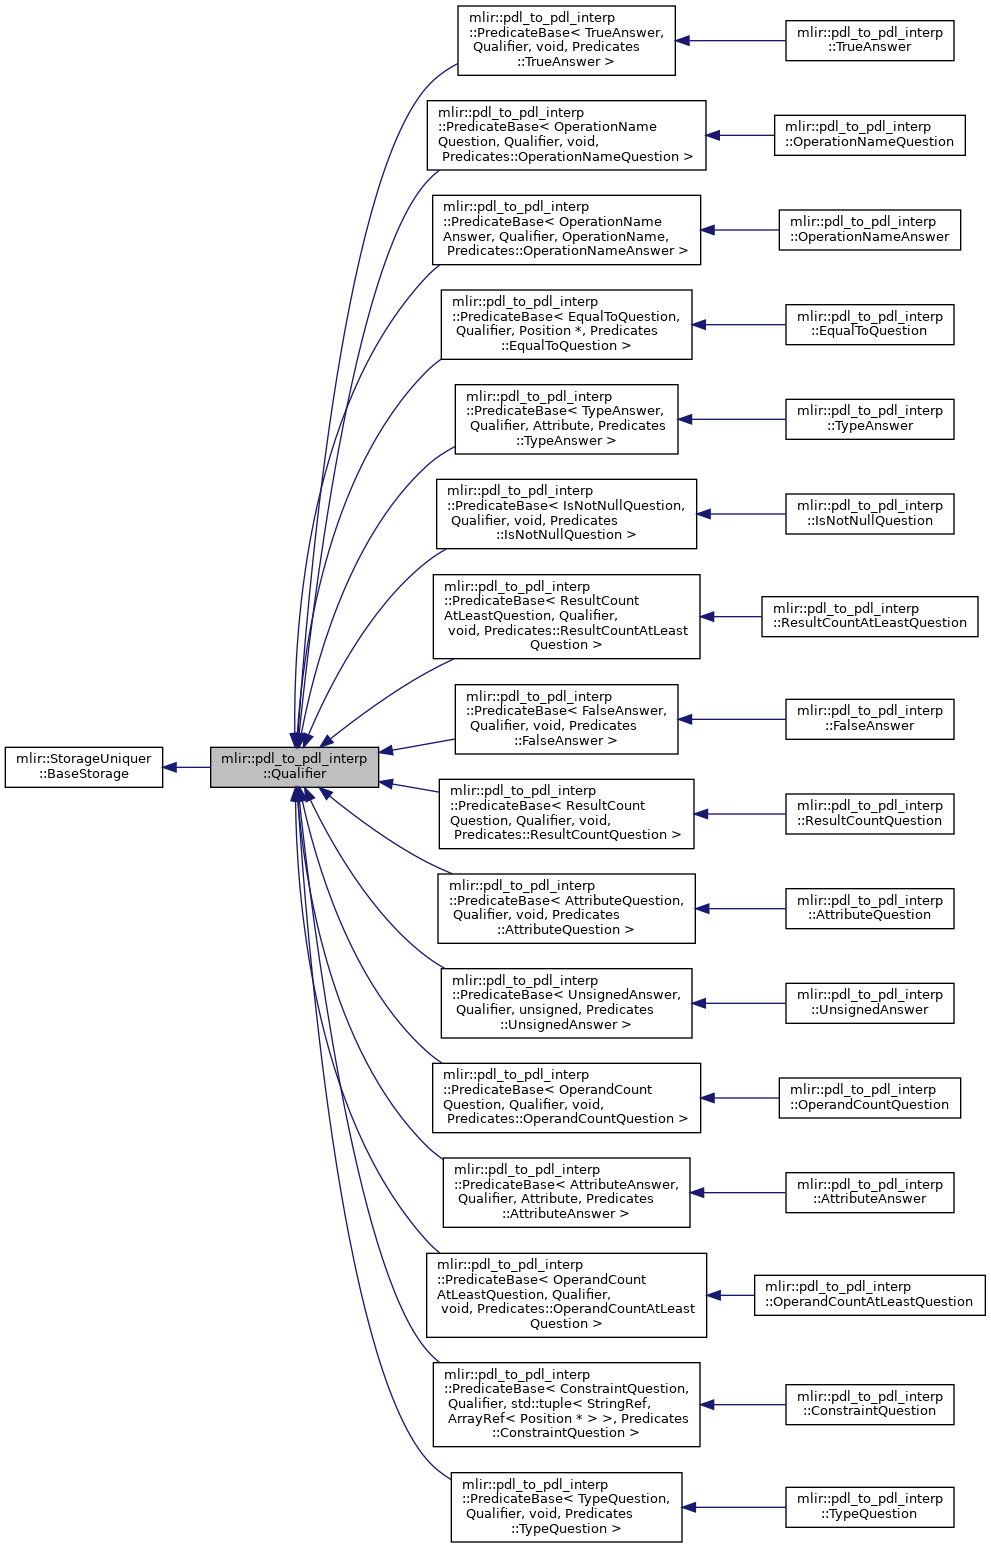 mlir::pdl_to_pdl_interp
::PredicateBase< TrueAnswer,
Qualifier, void, Predicates
::TrueAnswer >
mlir::pdl_to_pdl_interp
::TrueAnswer
mlir::pdl_to_pdl_interp
::PredicateBase< OperationName
Question, Qualifier, void,
Predicates::OperationNameQuestion >
mlir::pdl_to_pdl_interp
::OperationNameQuestion
mlir::pdl_to_pdl_interp
::PredicateBase< OperationName
Answer, Qualifier, OperationName,
Predicates::OperationNameAnswer >
mlir::pdl_to_pdl_interp
::OperationNameAnswer
mlir::pdl_to_pdl_interp
::PredicateBase< EqualToQuestion,
Qualifier, Position *, Predicates
::EqualToQuestion >
mlir::pdl_to_pdl_interp
::EqualToQuestion
mlir::pdl_to_pdl_interp
::PredicateBase< TypeAnswer,
Qualifier, Attribute, Predicates
::TypeAnswer >
mlir::pdl_to_pdl_interp
::TypeAnswer
mlir::pdl_to_pdl_interp
::PredicateBase< IsNotNullQuestion,
Qualifier, void, Predicates
::IsNotNullQuestion >
mlir::pdl_to_pdl_interp
::IsNotNullQuestion
mlir::pdl_to_pdl_interp
::PredicateBase< ResultCount
AtLeastQuestion, Qualifier,
void, Predicates::ResultCountAtLeast
Question >
mlir::pdl_to_pdl_interp
::ResultCountAtLeastQuestion
mlir::pdl_to_pdl_interp
::PredicateBase< FalseAnswer,
Qualifier, void, Predicates
::FalseAnswer >
mlir::pdl_to_pdl_interp
::FalseAnswer
mlir::StorageUniquer
::BaseStorage
mlir::pdl_to_pdl_interp
::Qualifier
mlir::pdl_to_pdl_interp
::PredicateBase< ResultCount
Question, Qualifier, void,
Predicates::ResultCountQuestion >
mlir::pdl_to_pdl_interp
::ResultCountQuestion
mlir::pdl_to_pdl_interp
::PredicateBase< AttributeQuestion,
Qualifier, void, Predicates
::AttributeQuestion >
mlir::pdl_to_pdl_interp
::AttributeQuestion
mlir::pdl_to_pdl_interp
::PredicateBase< UnsignedAnswer,
Qualifier, unsigned, Predicates
::UnsignedAnswer >
mlir::pdl_to_pdl_interp
::UnsignedAnswer
mlir::pdl_to_pdl_interp
::PredicateBase< OperandCount
Question, Qualifier, void,
Predicates::OperandCountQuestion >
mlir::pdl_to_pdl_interp
::OperandCountQuestion
mlir::pdl_to_pdl_interp
::PredicateBase< AttributeAnswer,
Qualifier, Attribute, Predicates
::AttributeAnswer >
mlir::pdl_to_pdl_interp
::AttributeAnswer
mlir::pdl_to_pdl_interp
::PredicateBase< OperandCount
AtLeastQuestion, Qualifier,
void, Predicates::OperandCountAtLeast
Question >
mlir::pdl_to_pdl_interp
::OperandCountAtLeastQuestion
mlir::pdl_to_pdl_interp
::PredicateBase< ConstraintQuestion,
Qualifier, std::tuple< StringRef,
ArrayRef< Position * > >, Predicates
::ConstraintQuestion >
mlir::pdl_to_pdl_interp
::ConstraintQuestion
mlir::pdl_to_pdl_interp
::PredicateBase< TypeQuestion,
Qualifier, void, Predicates
::TypeQuestion >
mlir::pdl_to_pdl_interp
::TypeQuestion